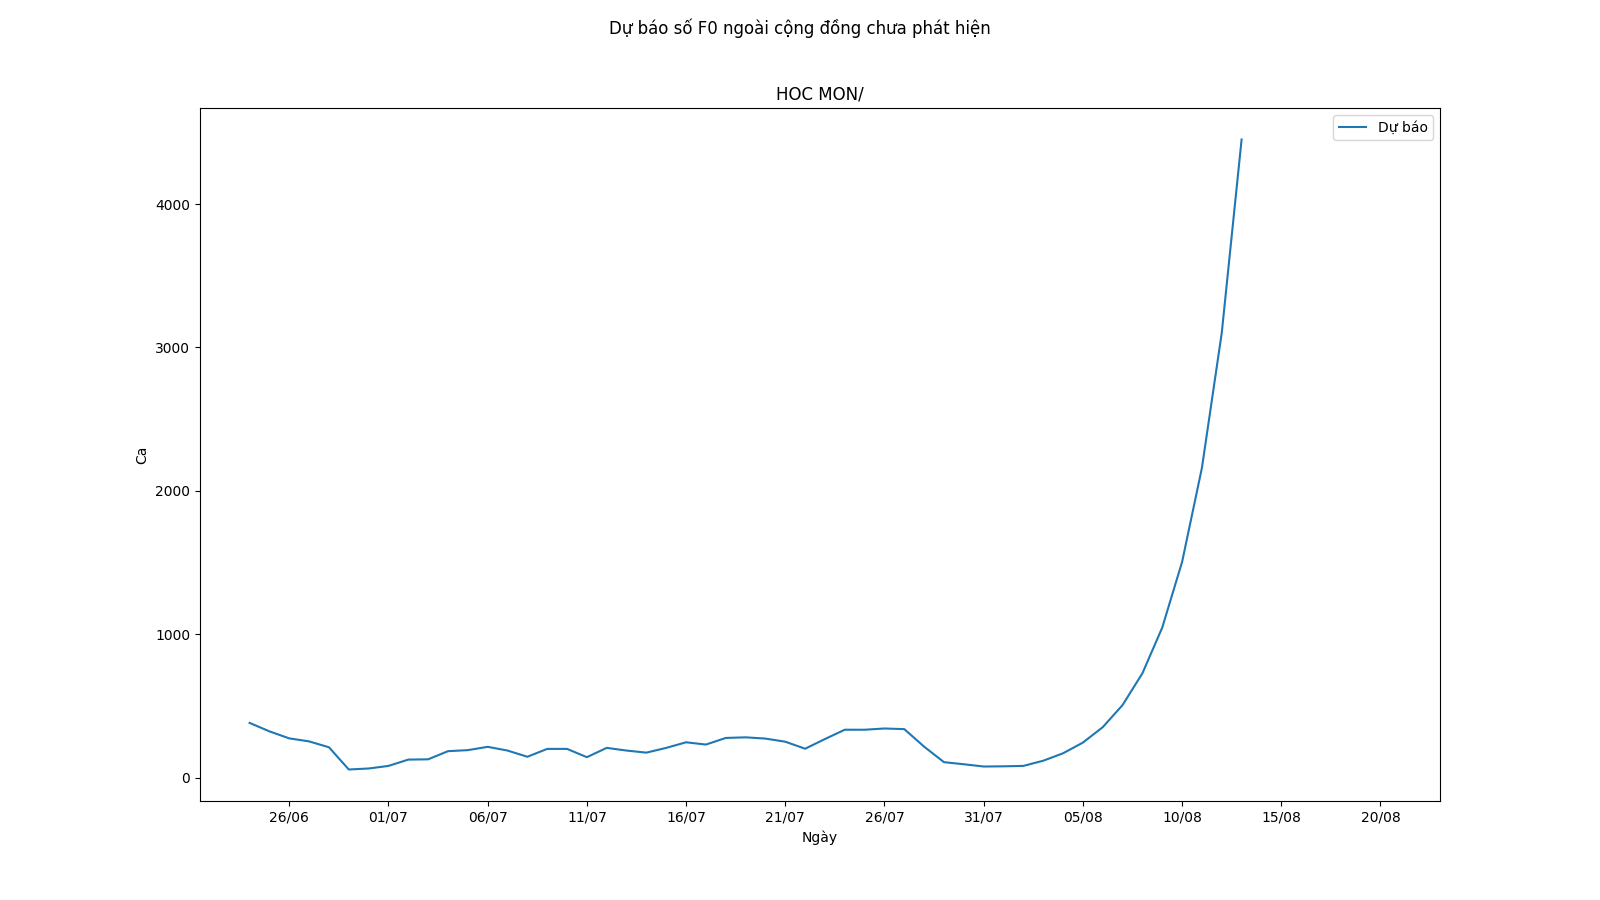 Dự báo số F0 ngoài cộng đồng chưa phát hiện
HOC MON/
Dự báo
4000
3000
2000
1000
0
Ca
26/06 01/07 06/07 11/07 16/07 21/07 26/07 31/07 05/08 10/08 15/08 20/08
Ngày